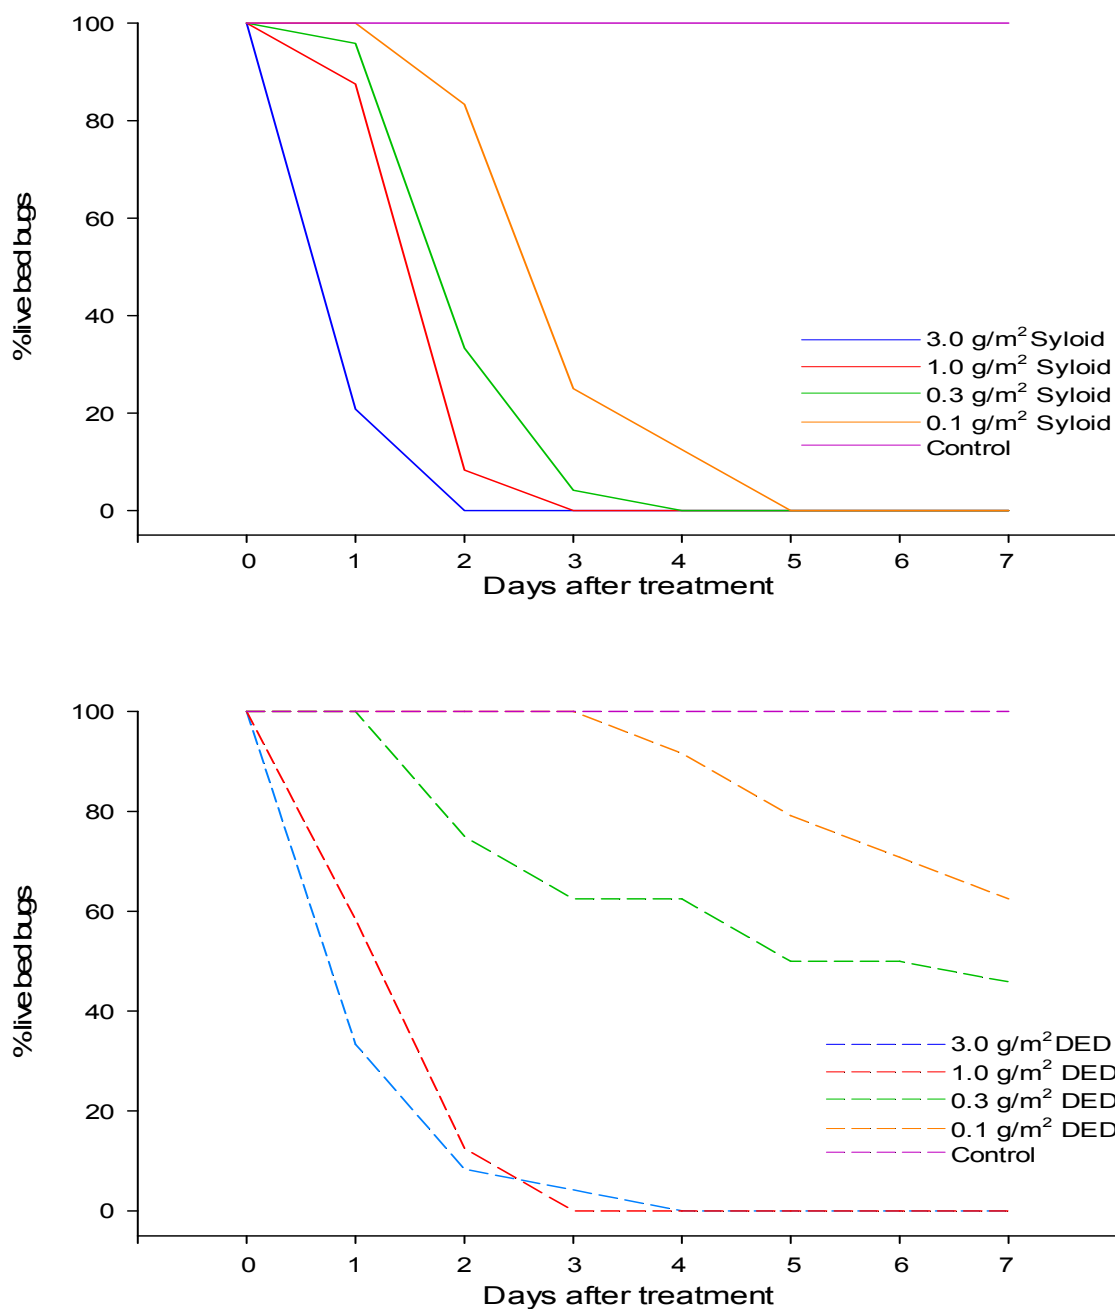 100
80
60
40
20
0
%live bed bugs
3.0 g/m² Syloid
1.0 g/m² Syloid
0.3 g/m² Syloid
0.1 g/m² Syloid
Control
0 1 2 3 4 5 6 7
Days after treatment
100
80
60
40
20
0
%live bed bugs
3.0 g/m² DED
1.0 g/m² DED
0.3 g/m² DED
0.1 g/m² DED
Control
0 1 2 3 4 5 6 7
Days after treatment